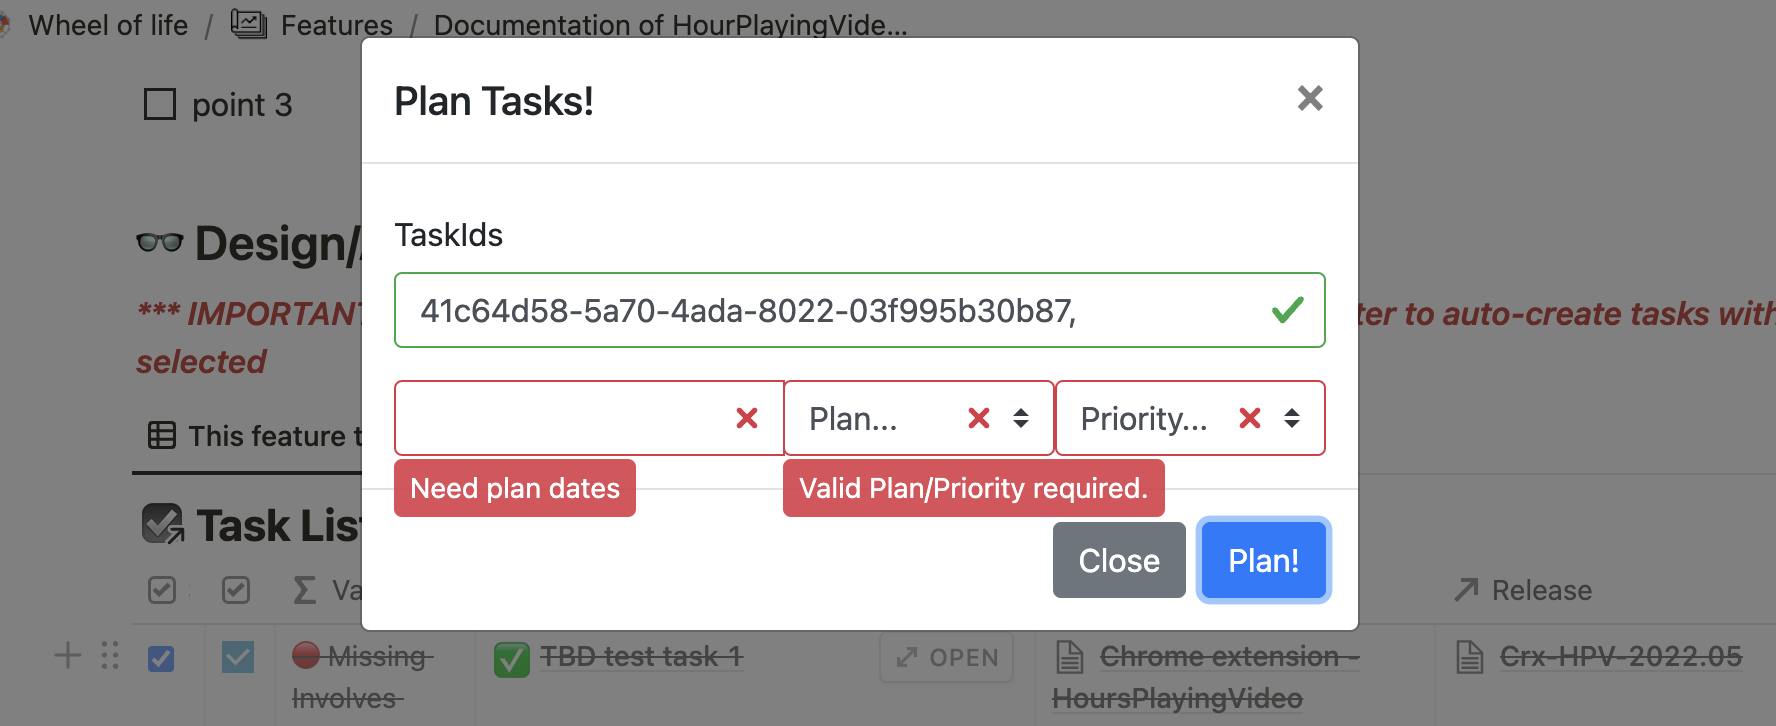 Wheel of life / Features / Documentation of HourPlayingVide...
point 3
Plan Tasks!
TaskIds
41c64d58-5a70-4ada-8022-03f995b30b87,
Design/
*** IMPORTANT
ter to auto-create tasks with
selected
Plan...
Priority...
This feature t
Need plan dates
Valid Plan/Priority required.
Task List
Close
Plan!
Σ Va
Release
Missing
Involves
TBD test task 1
OPEN
Chrome extension -
HoursPlayingVideo
Crx-HPV-2022.05